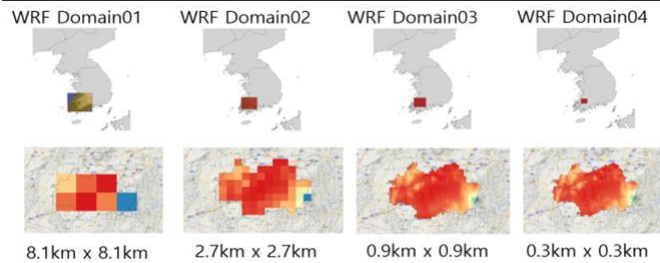 WRF Domain01 WRF Domain02 WRF Domain03 WRF Domain04
8.1km x 8.1km 2.7km x 2.7km 0.9km x 0.9km 0.3km x 0.3km